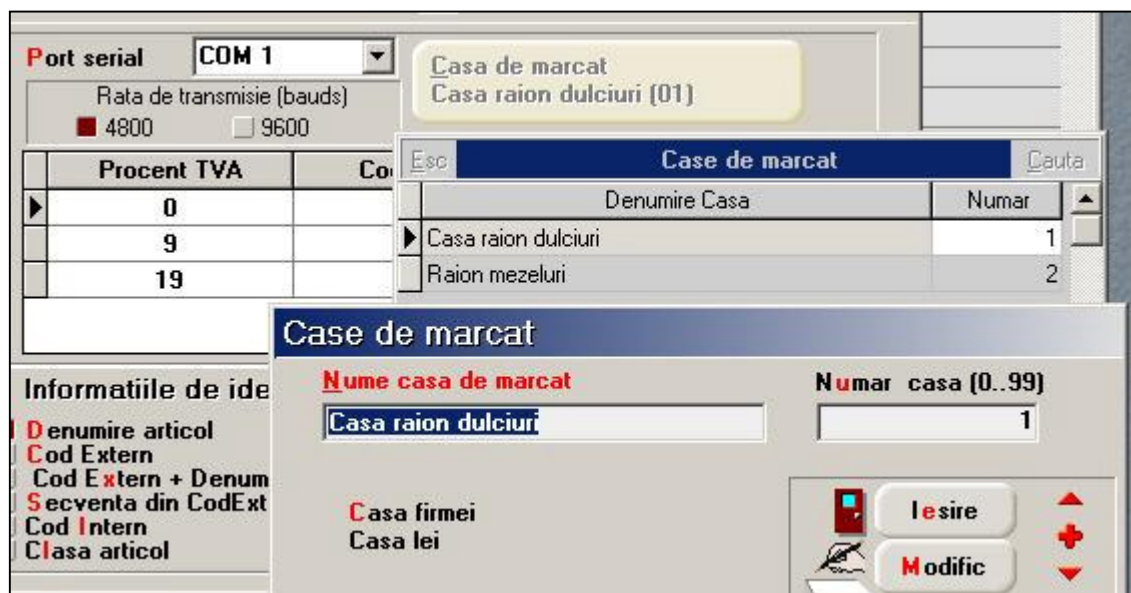 Port serial COM 1
Casa de marcat
Casa raion dulciuri (01)
Rata de transmisie (bauds)
4800 9600
Procent TVA
0
9
19
Esc Case de marcat Cauta
Denumire Casa Numar
Casa raion dulciuri 1
Raion mezeluri 2
Case de marcat
Nume casa de marcat Numar casa (0..99)
Casa raion dulciuri 1
Casa firmei
Casa lei
Iesire
Modific
Informatiile de ide
Denumire articol
Cod Extern
Cod Extern + Denum
Secventa din CodExt
Cod Intern
Clasa articol